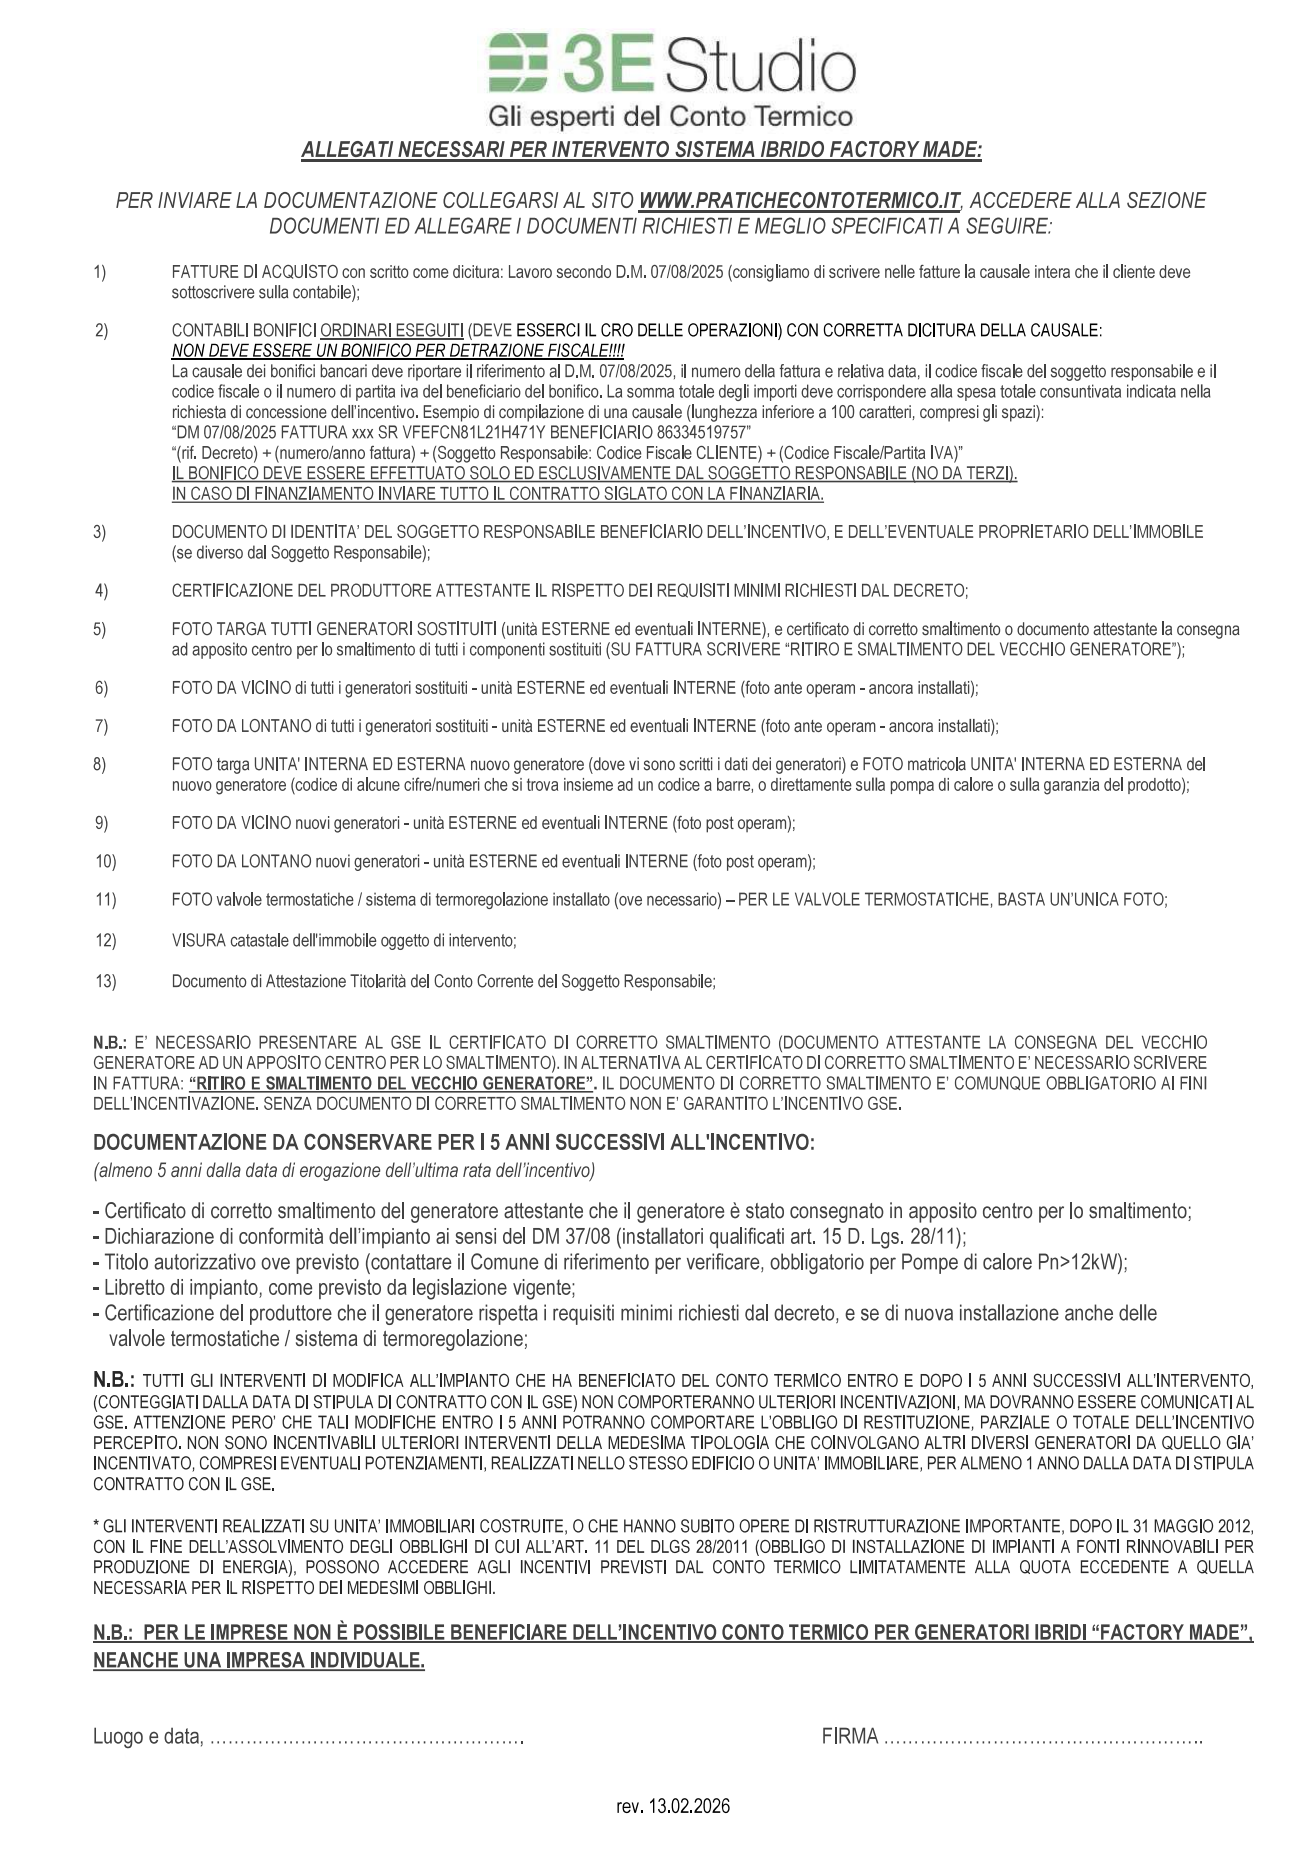 3E Studio
Gli esperti del Conto Termico
ALLEGATI NECESSARI PER INTERVENTO SISTEMA IBRIDO FACTORY MADE:
PER INVIARE LA DOCUMENTAZIONE COLLEGARSI AL SITO WWW.PRATICHECONTOTERMICO.IT, ACCEDERE ALLA SEZIONE
DOCUMENTI ED ALLEGARE I DOCUMENTI RICHIESTI E MEGLIO SPECIFICATI A SEGUIRE:
1) FATTURE DI ACQUISTO con scritto come dicitura: Lavoro secondo D.M. 07/08/2025 (consigliamo di scrivere nelle fatture la causale intera che il cliente deve
sottoscrivere sulla contabile);
2) CONTABILI BONIFICI ORDINARI ESEGUITI (DEVE ESSERCI IL CRO DELLE OPERAZIONI) CON CORRETTA DICITURA DELLA CAUSALE:
NON DEVE ESSERE UN BONIFICO PER DETRAZIONE FISCALE!!!!
La causale dei bonifici bancari deve riportare il riferimento al D.M. 07/08/2025, il numero della fattura e relativa data, il codice fiscale del soggetto responsabile e il
codice fiscale o il numero di partita iva del beneficiario del bonifico. La somma totale degli importi deve corrispondere alla spesa totale consuntivata indicata nella
richiesta di concessione dell'incentivo. Esempio di compilazione di una causale (lunghezza inferiore a 100 caratteri, compresi gli spazi):
“DM 07/08/2025 FATTURA xxx SR VFEFCN81L21H471Y BENEFICIARIO 86334519757”
“(rif. Decreto) + (numero/anno fattura) + (Soggetto Responsabile: Codice Fiscale CLIENTE) + (Codice Fiscale/Partita IVA)”
IL BONIFICO DEVE ESSERE EFFETTUATO SOLO ED ESCLUSIVAMENTE DAL SOGGETTO RESPONSABILE (NO DA TERZI).
IN CASO DI FINANZIAMENTO INVIARE TUTTO IL CONTRATTO SIGLATO CON LA FINANZIARIA.
3) DOCUMENTO DI IDENTITA’ DEL SOGGETTO RESPONSABILE BENEFICIARIO DELL’INCENTIVO, E DELL’EVENTUALE PROPRIETARIO DELL’IMMOBILE
(se diverso dal Soggetto Responsabile);
4) CERTIFICAZIONE DEL PRODUTTORE ATTESTANTE IL RISPETTO DEI REQUISITI MINIMI RICHIESTI DAL DECRETO;
5) FOTO TARGA TUTTI GENERATORI SOSTITUITI (unità ESTERNE ed eventuali INTERNE), e certificato di corretto smaltimento o documento attestante la consegna
ad apposito centro per lo smaltimento di tutti i componenti sostituiti (SU FATTURA SCRIVERE “RITIRO E SMALTIMENTO DEL VECCHIO GENERATORE”);
6) FOTO DA VICINO di tutti i generatori sostituiti - unità ESTERNE ed eventuali INTERNE (foto ante operam - ancora installati);
7) FOTO DA LONTANO di tutti i generatori sostituiti - unità ESTERNE ed eventuali INTERNE (foto ante operam - ancora installati);
8) FOTO targa UNITA' INTERNA ED ESTERNA nuovo generatore (dove vi sono scritti i dati dei generatori) e FOTO matricola UNITA' INTERNA ED ESTERNA del
nuovo generatore (codice di alcune cifre/numeri che si trova insieme ad un codice a barre, o direttamente sulla pompa di calore o sulla garanzia del prodotto);
9) FOTO DA VICINO nuovi generatori - unità ESTERNE ed eventuali INTERNE (foto post operam);
10) FOTO DA LONTANO nuovi generatori - unità ESTERNE ed eventuali INTERNE (foto post operam);
11) FOTO valvole termostatiche / sistema di termoregolazione installato (ove necessario) – PER LE VALVOLE TERMOSTATICHE, BASTA UN’UNICA FOTO;
12) VISURA catastale dell'immobile oggetto di intervento;
13) Documento di Attestazione Titolarità del Conto Corrente del Soggetto Responsabile;
N.B.: E’ NECESSARIO PRESENTARE AL GSE IL CERTIFICATO DI CORRETTO SMALTIMENTO (DOCUMENTO ATTESTANTE LA CONSEGNA DEL VECCHIO
GENERATORE AD UN APPOSITO CENTRO PER LO SMALTIMENTO). IN ALTERNATIVA AL CERTIFICATO DI CORRETTO SMALTIMENTO E’ NECESSARIO SCRIVERE
IN FATTURA: “RITIRO E SMALTIMENTO DEL VECCHIO GENERATORE”. IL DOCUMENTO DI CORRETTO SMALTIMENTO E’ COMUNQUE OBBLIGATORIO AI FINI
DELL’INCENTIVAZIONE. SENZA DOCUMENTO DI CORRETTO SMALTIMENTO NON E’ GARANTITO L’INCENTIVO GSE.
DOCUMENTAZIONE DA CONSERVARE PER I 5 ANNI SUCCESSIVI ALL'INCENTIVO:
(almeno 5 anni dalla data di erogazione dell’ultima rata dell’incentivo)
- Certificato di corretto smaltimento del generatore attestante che il generatore è stato consegnato in apposito centro per lo smaltimento;
- Dichiarazione di conformità dell’impianto ai sensi del DM 37/08 (installatori qualificati art. 15 D. Lgs. 28/11);
- Titolo autorizzativo ove previsto (contattare il Comune di riferimento per verificare, obbligatorio per Pompe di calore Pn>12kW);
- Libretto di impianto, come previsto da legislazione vigente;
- Certificazione del produttore che il generatore rispetta i requisiti minimi richiesti dal decreto, e se di nuova installazione anche delle
valvole termostatiche / sistema di termoregolazione;
N.B.: TUTTI GLI INTERVENTI DI MODIFICA ALL’IMPIANTO CHE HA BENEFICIATO DEL CONTO TERMICO ENTRO E DOPO I 5 ANNI SUCCESSIVI ALL’INTERVENTO,
(CONTEGGIATI DALLA DATA DI STIPULA DI CONTRATTO CON IL GSE) NON COMPORTERANNO ULTERIORI INCENTIVAZIONI, MA DOVRANNO ESSERE COMUNICATI AL
GSE. ATTENZIONE PERO’ CHE TALI MODIFICHE ENTRO I 5 ANNI POTRANNO COMPORTARE L’OBBLIGO DI RESTITUZIONE, PARZIALE O TOTALE DELL’INCENTIVO
PERCEPITO. NON SONO INCENTIVABILI ULTERIORI INTERVENTI DELLA MEDESIMA TIPOLOGIA CHE COINVOLGANO ALTRI DIVERSI GENERATORI DA QUELLO GIA’
INCENTIVATO, COMPRESI EVENTUALI POTENZIAMENTI, REALIZZATI NELLO STESSO EDIFICIO O UNITA’ IMMOBILIARE, PER ALMENO 1 ANNO DALLA DATA DI STIPULA
CONTRATTO CON IL GSE.
* GLI INTERVENTI REALIZZATI SU UNITA’ IMMOBILIARI COSTRUITE, O CHE HANNO SUBITO OPERE DI RISTRUTTURAZIONE IMPORTANTE, DOPO IL 31 MAGGIO 2012,
CON IL FINE DELL’ASSOLVIMENTO DEGLI OBBLIGHI DI CUI ALL’ART. 11 DEL DLGS 28/2011 (OBBLIGO DI INSTALLAZIONE DI IMPIANTI A FONTI RINNOVABILI PER
PRODUZIONE DI ENERGIA), POSSONO ACCEDERE AGLI INCENTIVI PREVISTI DAL CONTO TERMICO LIMITATAMENTE ALLA QUOTA ECCEDENTE A QUELLA
NECESSARIA PER IL RISPETTO DEI MEDESIMI OBBLIGHI.
N.B.: PER LE IMPRESE NON È POSSIBILE BENEFICIARE DELL’INCENTIVO CONTO TERMICO PER GENERATORI IBRIDI “FACTORY MADE”,
NEANCHE UNA IMPRESA INDIVIDUALE.
Luogo e data, ……………………………………………. FIRMA ……………………………………………..
rev. 13.02.2026